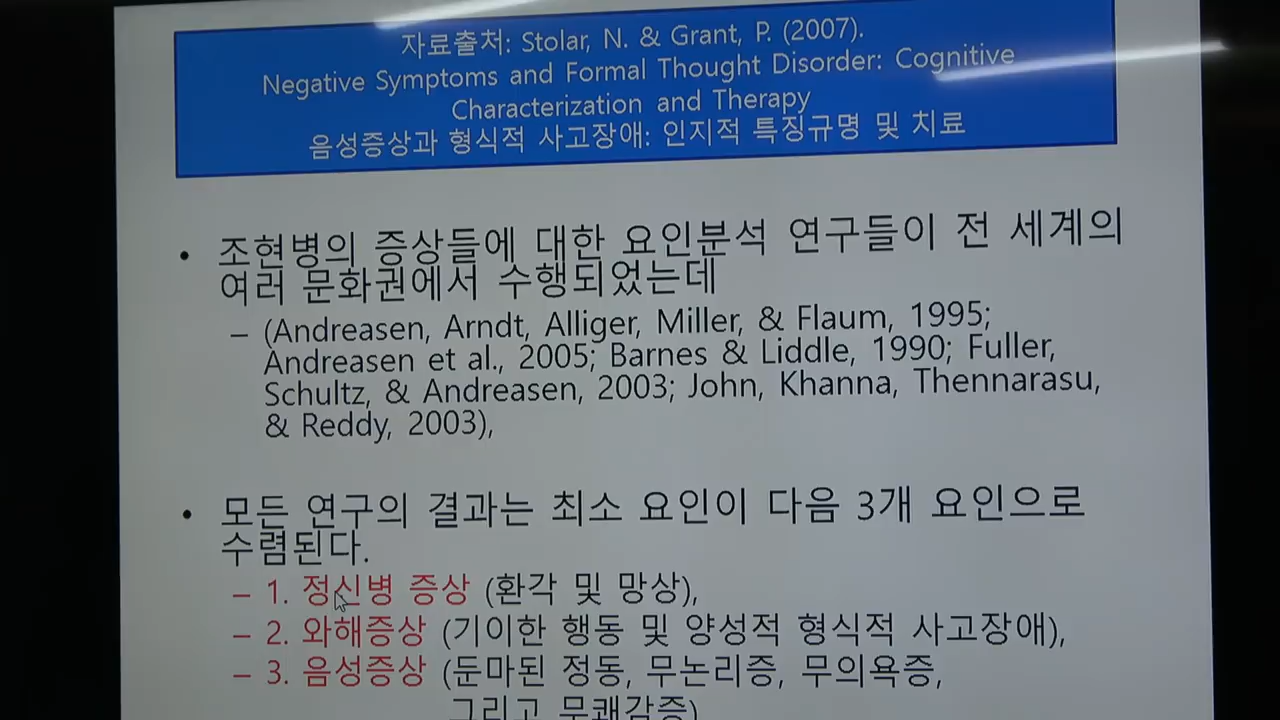 자료출처: Stolar, N. & Grant, P. (2007).
Negative Symptoms and Formal Thought Disorder: Cognitive
Characterization and Therapy
음성증상과 형식적 사고장애: 인지적 특징규명 및 치료
• 조현병의 증상들에 대한 요인분석 연구들이 전 세계의
여러 문화권에서 수행되었는데
– (Andreasen, Arndt, Alliger, Miller, & Flaum, 1995;
Andreasen et al., 2005; Barnes & Liddle, 1990; Fuller,
Schultz, & Andreasen, 2003; John, Khanna, Thennarasu,
& Reddy, 2003),
• 모든 연구의 결과는 최소 요인이 다음 3개 요인으로
수렴된다.
– 1. 정신병 증상 (환각 및 망상),
– 2. 와해증상 (기이한 행동 및 양성적 형식적 사고장애),
– 3. 음성증상 (둔마된 정동, 무논리증, 무의욕증,
그리고 무쾌감증)